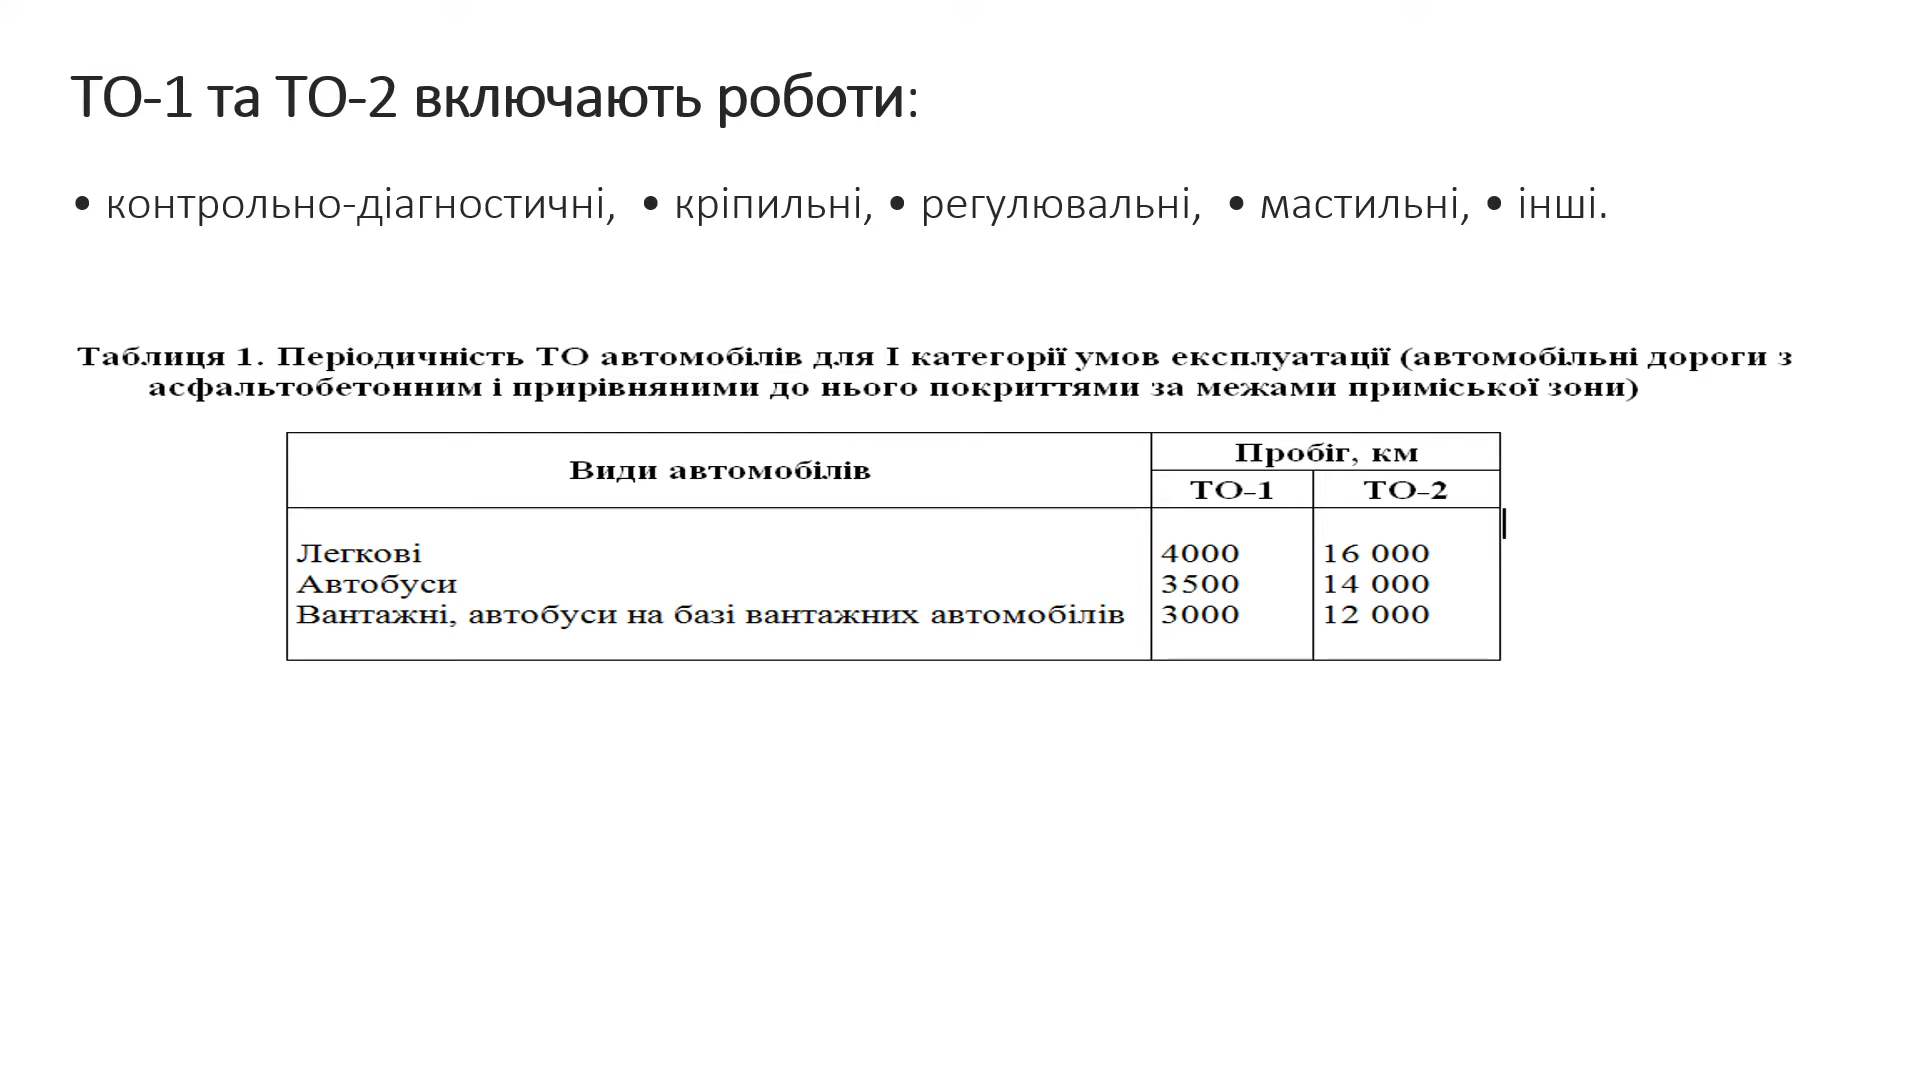 ТО-1 та ТО-2 включають роботи:
• контрольно-діагностичні, • кріпильні, • регулювальні, • мастильні, • інші.
Таблиця 1. Періодичність ТО автомобілів для І категорії умов експлуатації (автомобільні дороги з
асфальтобетонним і прирівняними до нього покриттями за межами приміської зони)
Види автомобілів
Пробіг, км
ТО-1 ТО-2
Легкові 4000 16 000
Автобуси 3500 14 000
Вантажні, автобуси на базі вантажних автомобілів 3000 12 000